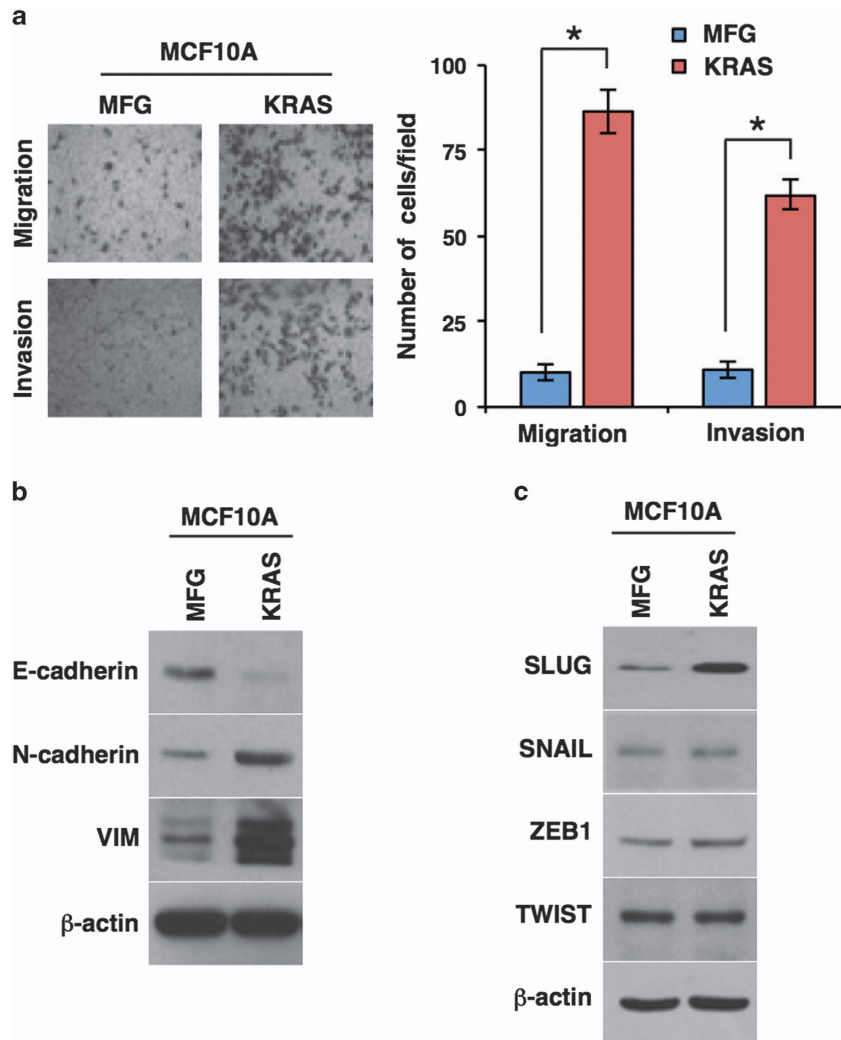 a
MCF10A
MFG KRAS
Migration
Invasion
* *
MFG
KRAS
Number of cells/field
100
75
50
25
0
Migration Invasion
b
MCF10A
MFG KRAS
E-cadherin
N-cadherin
VIM
β-actin
c
MCF10A
MFG KRAS
SLUG
SNAIL
ZEB1
TWIST
β-actin